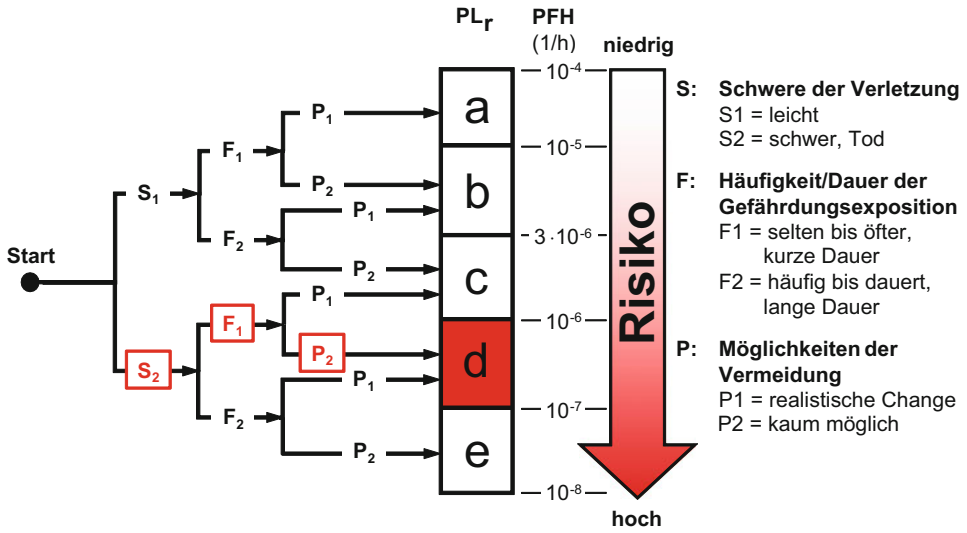 PLr
PFH
(1/h)
niedrig
Start
S1
S2
F1
F2
F1
F2
P1
P2
P1
P2
P1
P2
P1
P2
a
b
c
d
e
10-4
10-5
3 · 10-6
10-6
10-7
10-8
Risiko
hoch
S: Schwere der Verletzung
S1 = leicht
S2 = schwer, Tod
F: Häufigkeit/Dauer der
Gefährdungsexposition
F1 = selten bis öfter,
kurze Dauer
F2 = häufig bis dauert,
lange Dauer
P: Möglichkeiten der
Vermeidung
P1 = realistische Change
P2 = kaum möglich